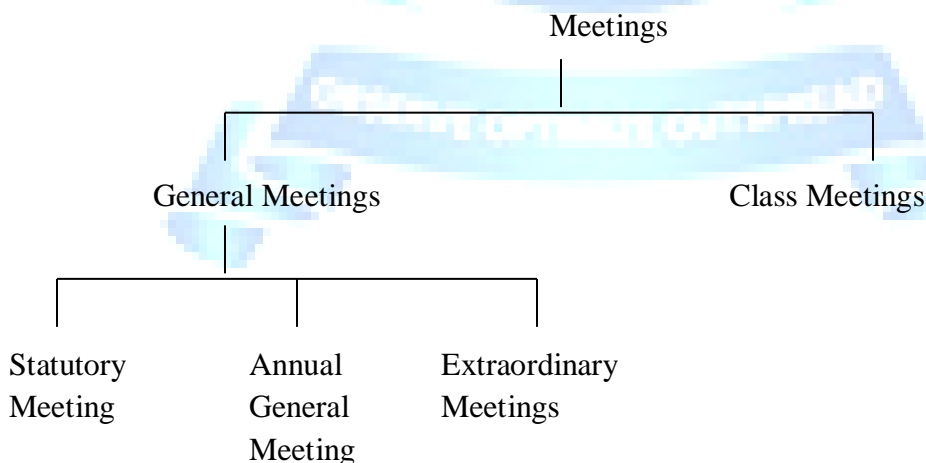 Meetings
General Meetings
Class Meetings
Statutory
Meeting
Annual
General
Meeting
Extraordinary
Meetings